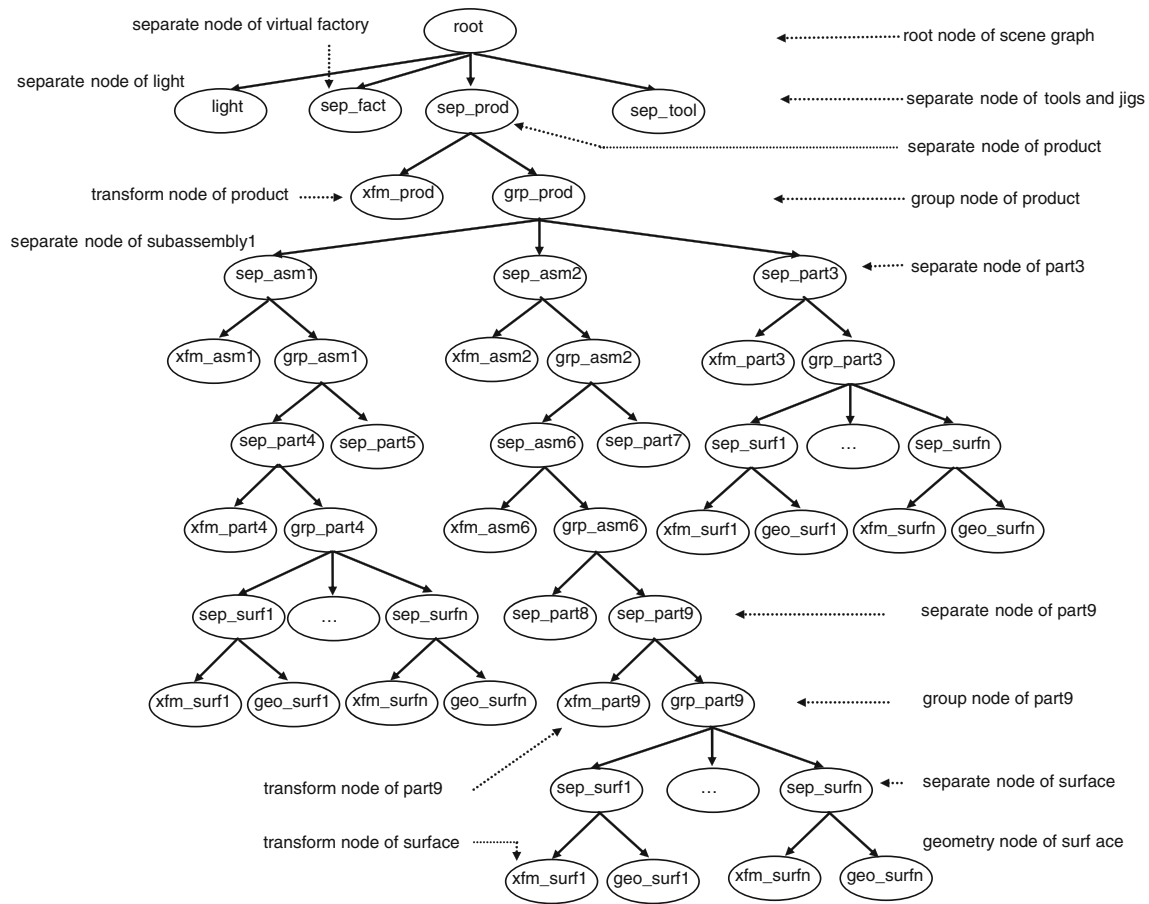 separate node of virtual factory
root
root node of scene graph
separate node of light
light
sep_fact
sep_prod
sep_tool
separate node of tools and jigs
separate node of product
transform node of product
xfm_prod
grp_prod
group node of product
separate node of subassembly1
sep_asm1
sep_asm2
sep_part3
separate node of part3
xfm_asm1
grp_asm1
xfm_asm2
grp_asm2
xfm_part3
grp_part3
sep_part4
sep_part5
sep_asm6
sep_part7
sep_surf1
...
sep_surfn
xfm_part4
grp_part4
xfm_asm6
grp_asm6
xfm_surf1
geo_surf1
xfm_surfn
geo_surfn
sep_surf1
...
sep_surfn
sep_part8
sep_part9
separate node of part9
xfm_surf1
geo_surf1
xfm_surfn
geo_surfn
xfm_part9
grp_part9
group node of part9
transform node of part9
sep_surf1
...
sep_surfn
separate node of surface
transform node of surface
geometry node of surf ace
xfm_surf1
geo_surf1
xfm_surfn
geo_surfn